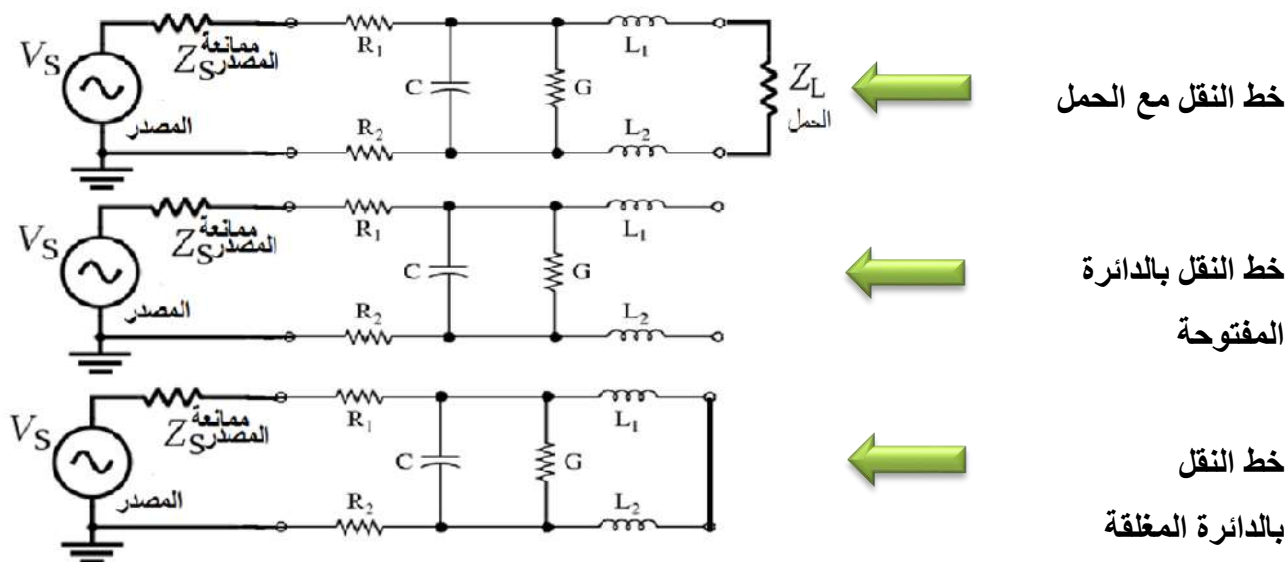 V_S
ممانعة
Z_S المصدر
المصدر
R₁
R₂
C
G
L₁
L₂
Z_L
الحمل
خط النقل مع الحمل
V_S
ممانعة
Z_S المصدر
المصدر
R₁
R₂
C
G
L₁
L₂
خط النقل بالدائرة
المفتوحة
V_S
ممانعة
Z_S المصدر
المصدر
R₁
R₂
C
G
L₁
L₂
خط النقل
بالدائرة المغلقة